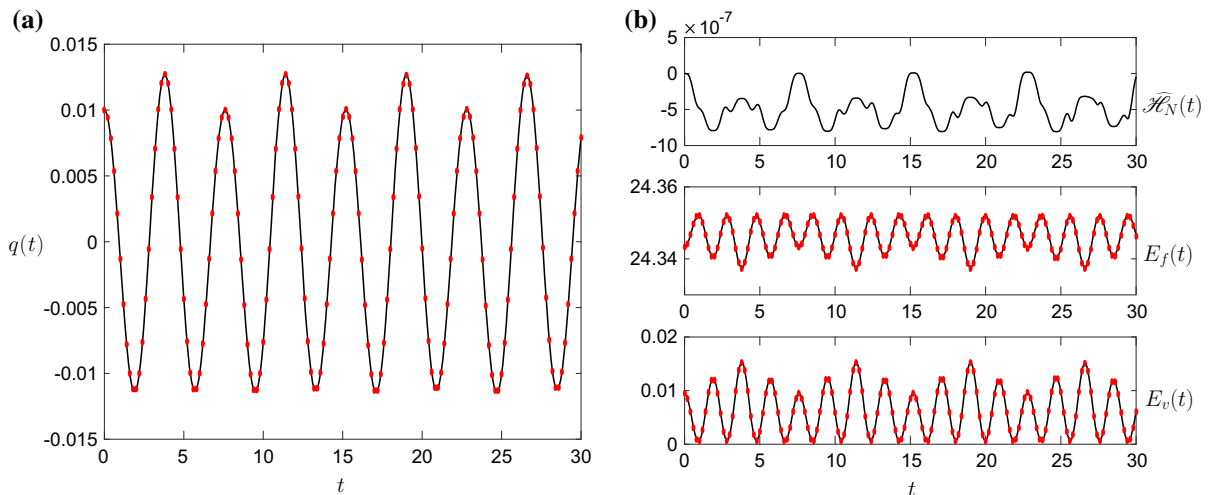 (a)
0.015
0.01
0.005
0
-0.005
-0.01
-0.015
q(t)
0 5 10 15 20 25 30
t
(b)
5 × 10⁻⁷
0
-5
-10
0 5 10 15 20 25 30
$\widehat{\mathscr{H}}_N(t)$
24.36
24.34
0 5 10 15 20 25 30
$E_f(t)$
0.02
0.01
0
0 5 10 15 20 25 30
$E_v(t)$
t